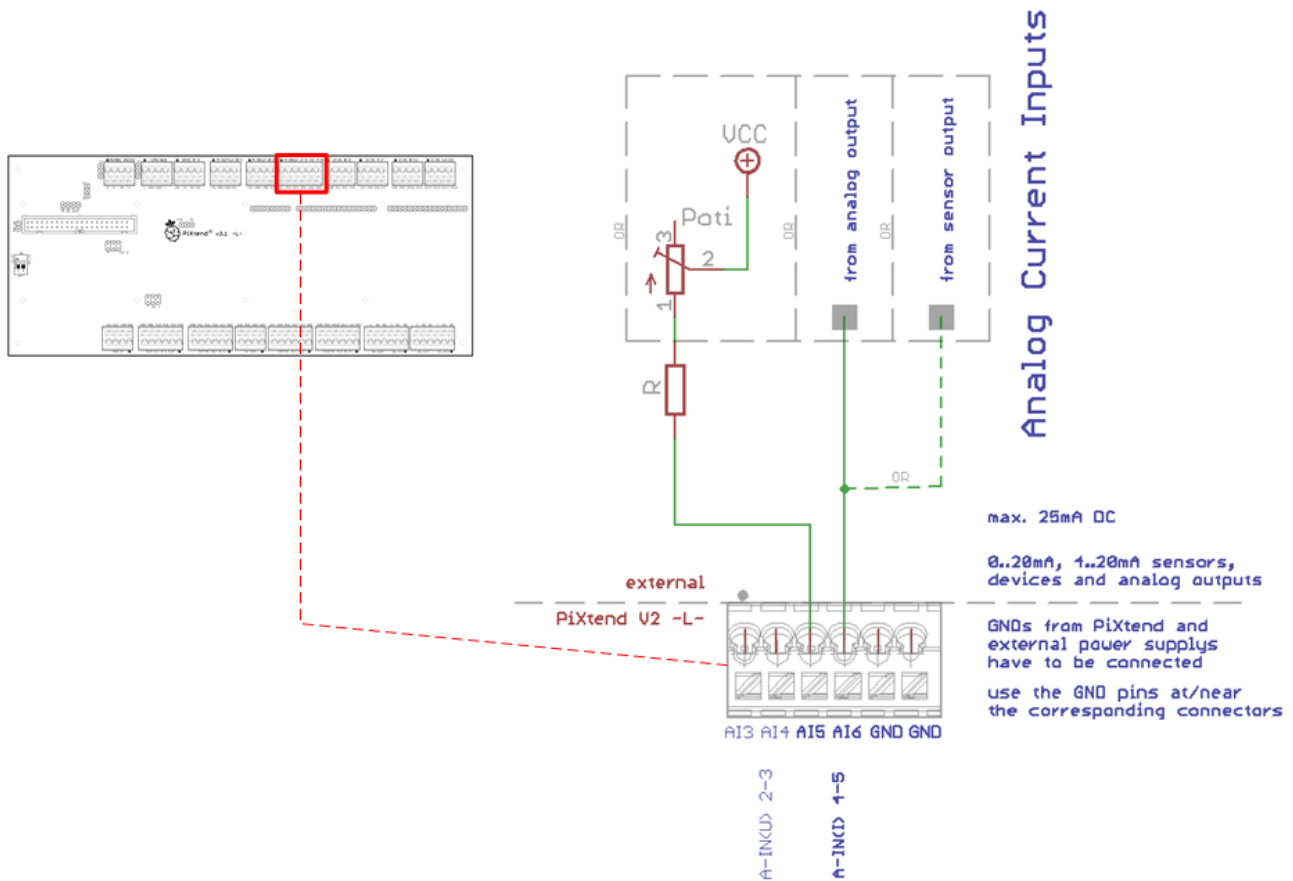 Analog Current Inputs
VCC
from analog output
from sensor output
OR
OR
OR
Poti
3
2
1
PiXtend® v2.1 -L-
R
OR
max. 25mA DC
0..20mA, 4..20mA sensors,
devices and analog outputs
external
PiXtend V2 -L-
GNDs from PiXtend and
external power supplys
have to be connected
use the GND pins at/near
the corresponding connectors
AI3 AI4 AI5 AI6 GND GND
A-IN(U) 2-3
A-IN(I) 4-5